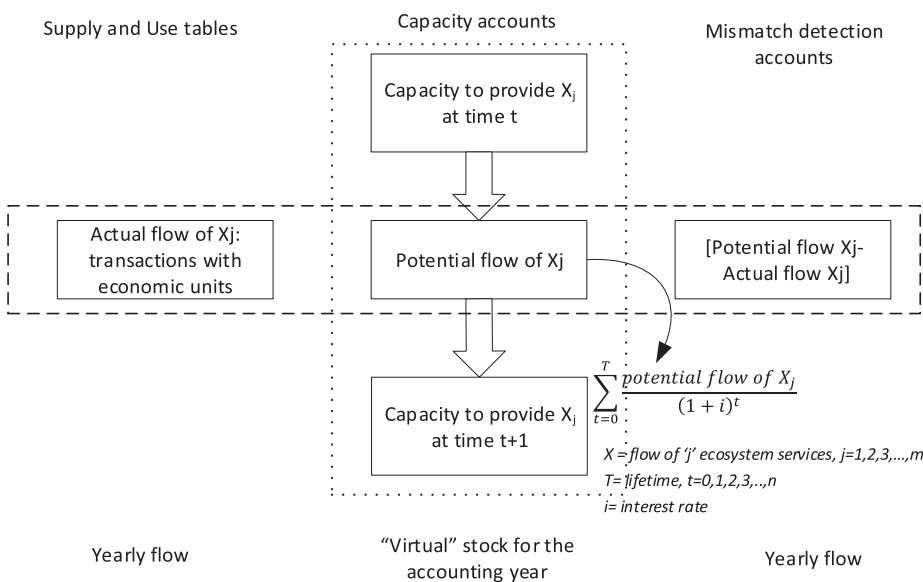 Supply and Use tables
Capacity accounts
Mismatch detection
accounts
Capacity to provide Xj
at time t
Actual flow of Xj:
transactions with
economic units
Potential flow of Xj
[Potential flow Xj-
Actual flow Xj]
Capacity to provide Xj
at time t+1
T
∑
t=0
potential flow of Xj
(1 + i)^t
X = flow of ‘j’ ecosystem services, j=1,2,3,...,m
T= lifetime, t=0,1,2,3,..,n
i= interest rate
Yearly flow
“Virtual” stock for the
accounting year
Yearly flow